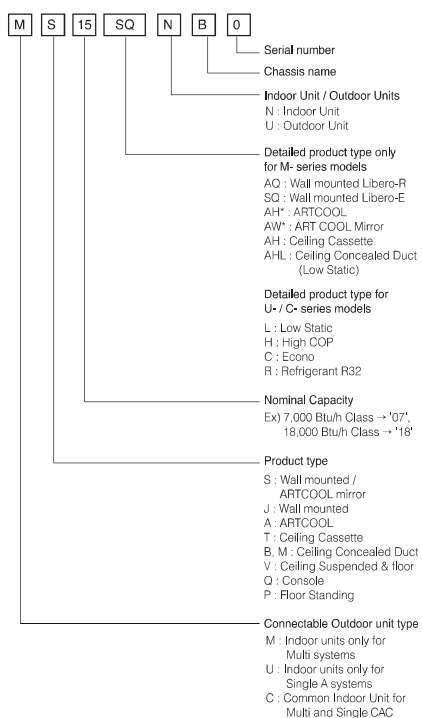 M S 15 SQ N B 0
Serial number
Chassis name
Indoor Unit / Outdoor Units
N : Indoor Unit
U : Outdoor Unit
Detailed product type only
for M- series models
AQ : Wall mounted Libero-R
SQ : Wall mounted Libero-E
AH* : ARTCOOL
AW* : ART COOL Mirror
AH : Ceiling Cassette
AHL : Ceiling Concealed Duct
(Low Static)
Detailed product type for
U- / C- series models
L : Low Static
H : High COP
C : Econo
R : Refrigerant R32
Nominal Capacity
Ex) 7,000 Btu/h Class → '07',
18,000 Btu/h Class → '18'
Product type
S : Wall mounted /
ARTCOOL mirror
J : Wall mounted
A : ARTCOOL
T : Ceiling Cassette
B, M : Ceiling Concealed Duct
V : Ceiling Suspended & floor
Q : Console
P : Floor Standing
Connectable Outdoor unit type
M : Indoor units only for
Multi systems
U : Indoor units only for
Single A systems
C : Common Indoor Unit for
Multi and Single CAC